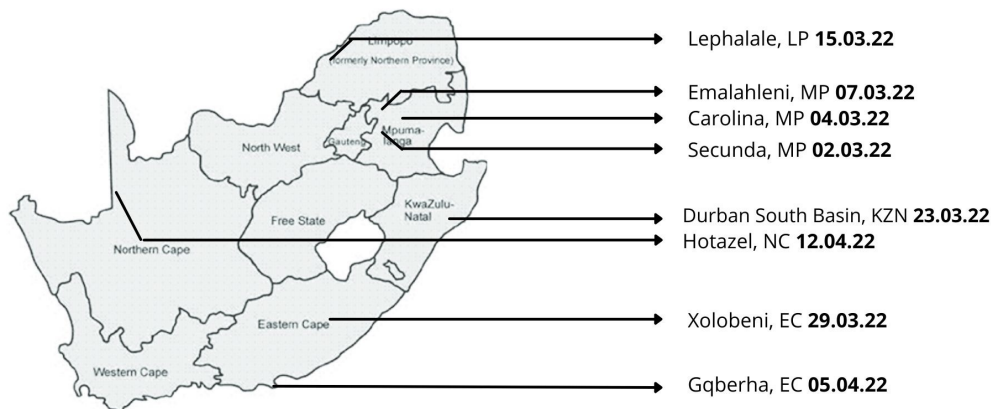 Limpopo
(formerly Northern Province)
Mpuma-
langa
Gauteng
North West
KwaZulu-
Natal
Free State
Northern Cape
Eastern Cape
Western Cape
Lephalale, LP 15.03.22
Emalahleni, MP 07.03.22
Carolina, MP 04.03.22
Secunda, MP 02.03.22
Durban South Basin, KZN 23.03.22
Hotazel, NC 12.04.22
Xolobeni, EC 29.03.22
Gqberha, EC 05.04.22